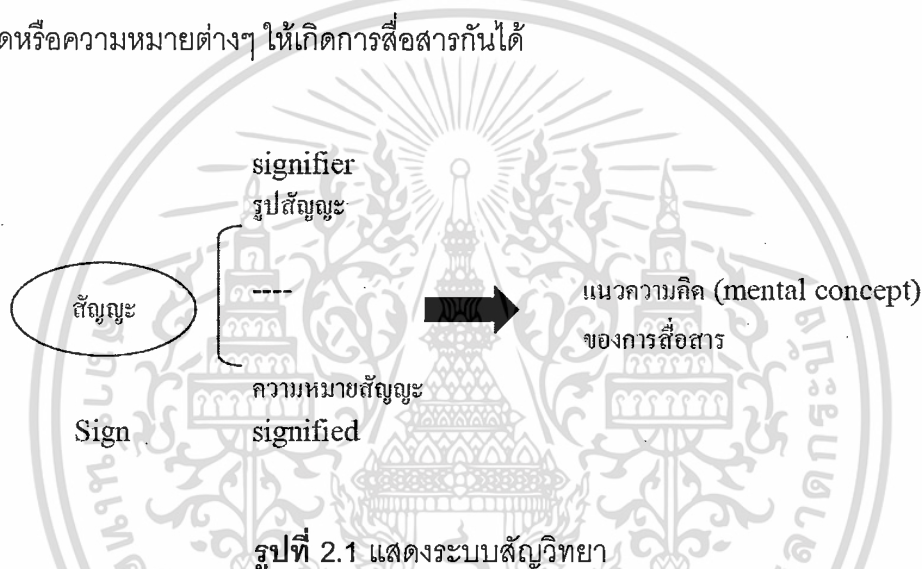 ดหรือความหมายต่างๆ ให้เกิดการสื่อสารกันได้
signifier
รูปสัญญะ
สัญญะ
----
แนวความคิด (mental concept)
ของการสื่อสาร
ความหมายสัญญะ
Sign
signified
รูปที่ 2.1 แสดงระบบสัญวิทยา